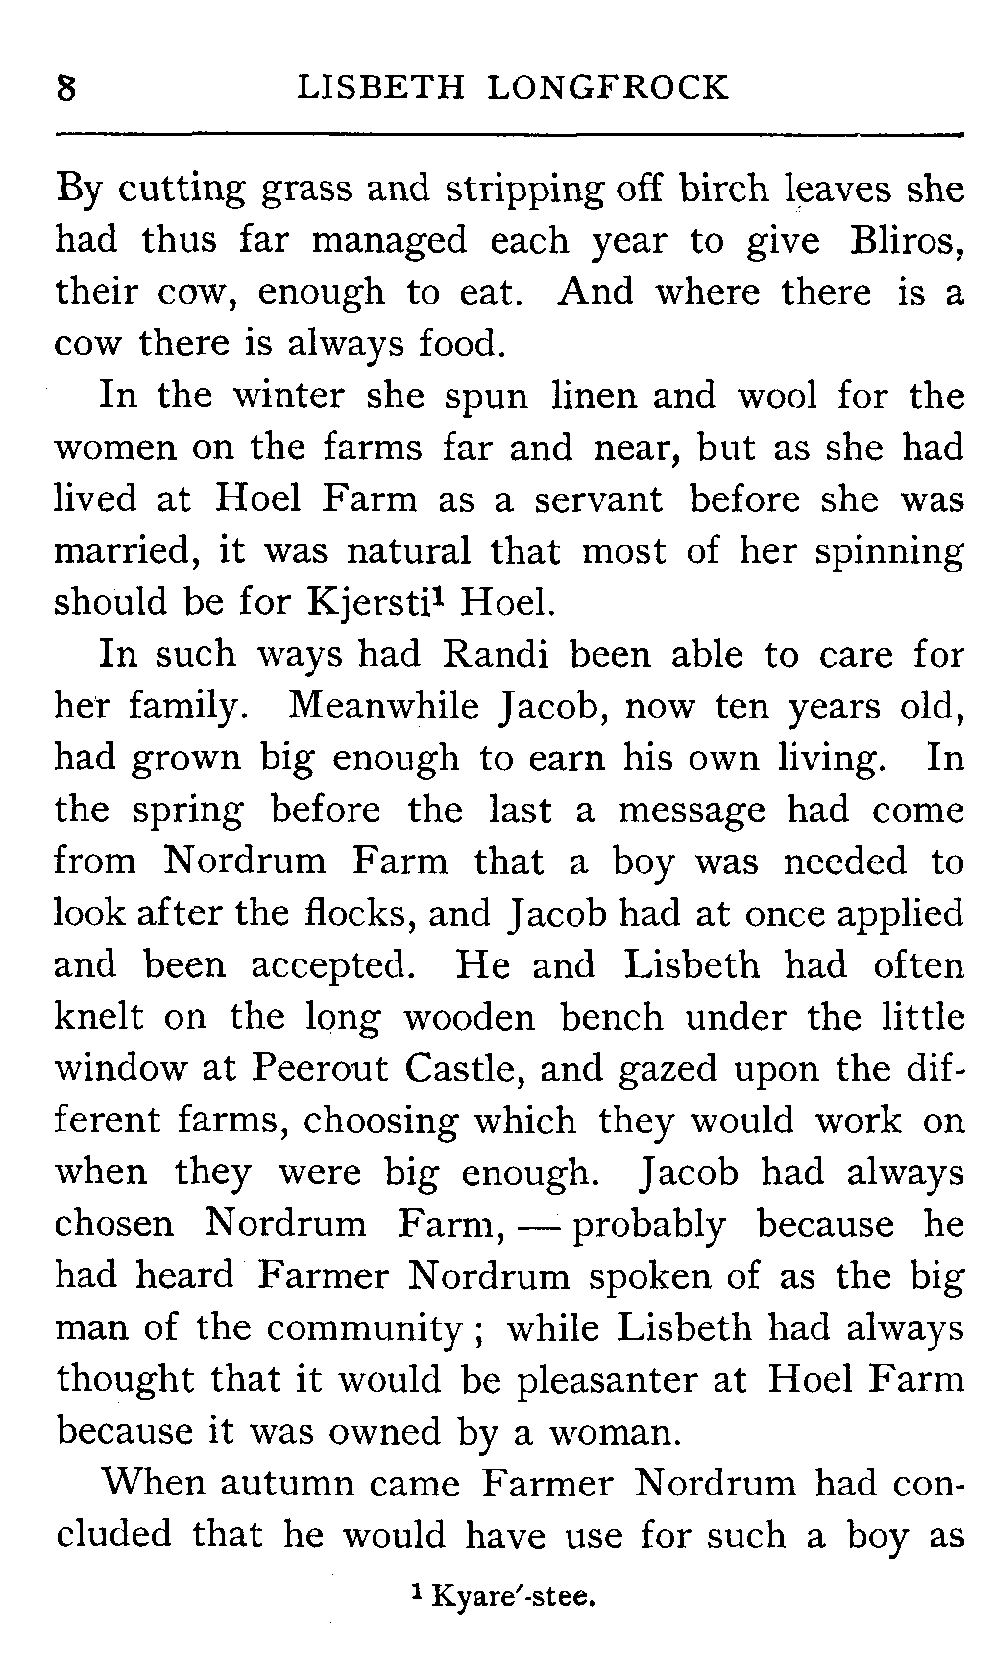 8 LISBETH LONGFROCK
By cutting grass and stripping off birch leaves she
had thus far managed each year to give Bliros,
their cow, enough to eat. And where there is a
cow there is always food.
In the winter she spun linen and wool for the
women on the farms far and near, but as she had
lived at Hoel Farm as a servant before she was
married, it was natural that most of her spinning
should be for Kjersti¹ Hoel.
In such ways had Randi been able to care for
her family. Meanwhile Jacob, now ten years old,
had grown big enough to earn his own living. In
the spring before the last a message had come
from Nordrum Farm that a boy was needed to
look after the flocks, and Jacob had at once applied
and been accepted. He and Lisbeth had often
knelt on the long wooden bench under the little
window at Peerout Castle, and gazed upon the dif-
ferent farms, choosing which they would work on
when they were big enough. Jacob had always
chosen Nordrum Farm, — probably because he
had heard Farmer Nordrum spoken of as the big
man of the community ; while Lisbeth had always
thought that it would be pleasanter at Hoel Farm
because it was owned by a woman.
When autumn came Farmer Nordrum had con-
cluded that he would have use for such a boy as
¹ Kyare′-stee.